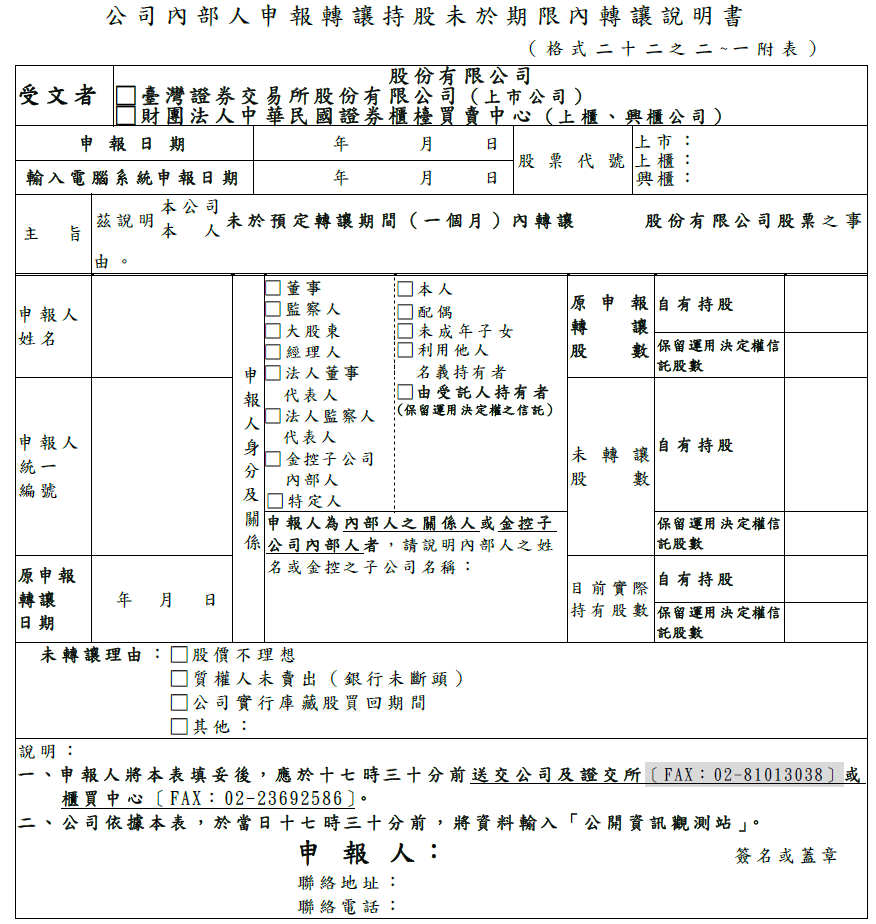 公司內部人申報轉讓持股未於期限內轉讓說明書
（格式二十二之二~一附表）
受文者
股份有限公司
□臺灣證券交易所股份有限公司（上市公司）
□財團法人中華民國證券櫃檯買賣中心（上櫃、興櫃公司）
申報日期
年 月 日
輸入電腦系統申報日期
年 月 日
股票代號
上市：
上櫃：
興櫃：
主旨
茲說明
本公司
本人
未於預定轉讓期間（一個月）內轉讓 股份有限公司股票之事
由。
申報人
姓名
申報人
統一
編號
原申報
轉讓
日期
年 月 日
申報人身分及關係
□董事
□監察人
□大股東
□經理人
□法人董事
代表人
□法人監察人
代表人
□金控子公司
內部人
□特定人
□本人
□配偶
□未成年子女
□利用他人
名義持有者
□由受託人持有者
(保留運用決定權之信託)
申報人為內部人之關係人或金控子
公司內部人者，請說明內部人之姓
名或金控之子公司名稱：
原申報
轉讓
股數
自有持股
保留運用決定權信
託股數
未轉讓
股數
自有持股
保留運用決定權信
託股數
目前實際
持有股數
自有持股
保留運用決定權信
託股數
未轉讓理由：□股價不理想
□質權人未賣出（銀行未斷頭）
□公司實行庫藏股買回期間
□其他：
說明：
一、申報人將本表填妥後，應於十七時三十分前送交公司及證交所〔FAX：02-81013038〕或
櫃買中心〔FAX：02-23692586〕。
二、公司依據本表，於當日十七時三十分前，將資料輸入「公開資訊觀測站」。
申報人： 簽名或蓋章
聯絡地址：
聯絡電話：